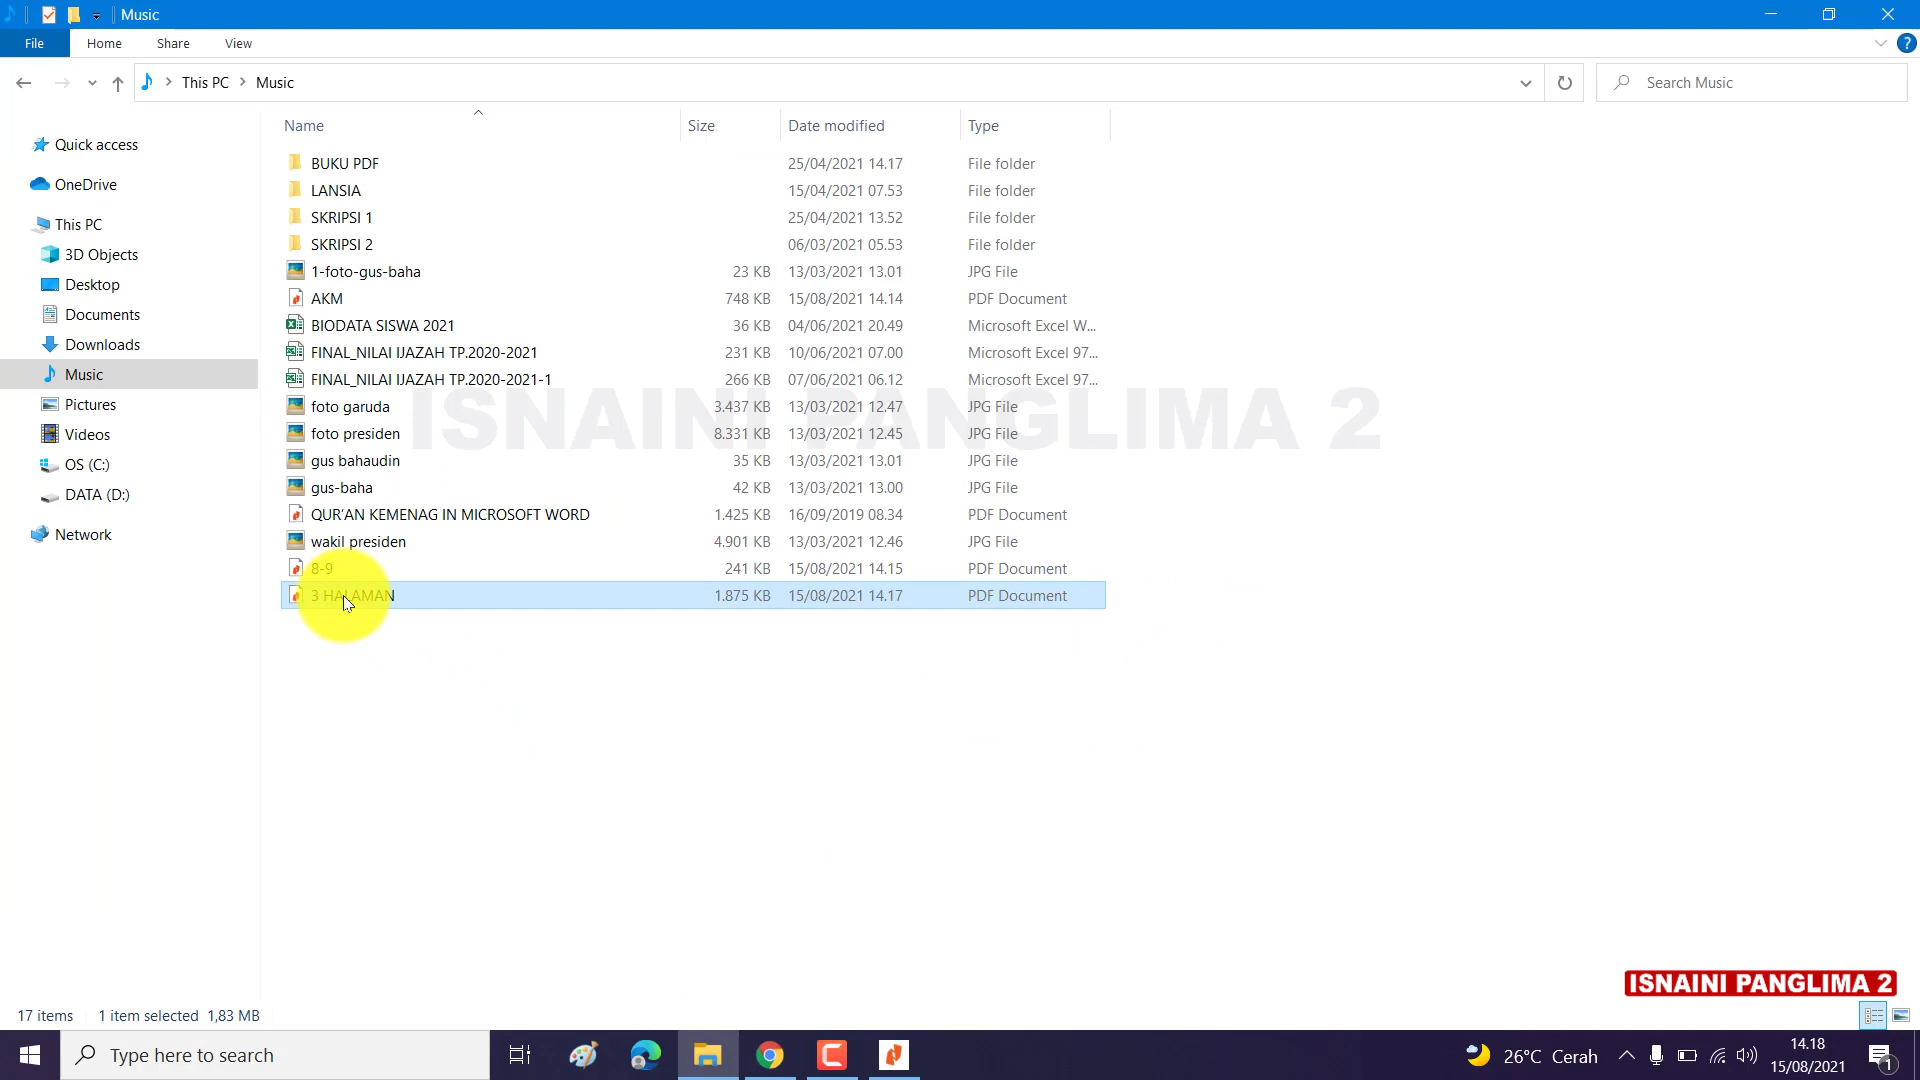 Music
File Home Share View
This PC Music
Search Music
Name Size Date modified Type
Quick access
OneDrive
This PC
3D Objects
Desktop
Documents
Downloads
Music
Pictures
Videos
OS (C:)
DATA (D:)
Network
BUKU PDF 25/04/2021 14.17 File folder
LANSIA 15/04/2021 07.53 File folder
SKRIPSI 1 25/04/2021 13.52 File folder
SKRIPSI 2 06/03/2021 05.53 File folder
1-foto-gus-baha 23 KB 13/03/2021 13.01 JPG File
AKM 748 KB 15/08/2021 14.14 PDF Document
BIODATA SISWA 2021 36 KB 04/06/2021 20.49 Microsoft Excel W...
FINAL_NILAI IJAZAH TP.2020-2021 231 KB 10/06/2021 07.00 Microsoft Excel 97...
FINAL_NILAI IJAZAH TP.2020-2021-1 266 KB 07/06/2021 06.12 Microsoft Excel 97...
foto garuda 3.437 KB 13/03/2021 12.47 JPG File
ISNAINI PANGLIMA 2
foto presiden 8.331 KB 13/03/2021 12.45 JPG File
gus bahaudin 35 KB 13/03/2021 13.01 JPG File
gus-baha 42 KB 13/03/2021 13.00 JPG File
QUR'AN KEMENAG IN MICROSOFT WORD 1.425 KB 16/09/2019 08.34 PDF Document
wakil presiden 4.901 KB 13/03/2021 12.46 JPG File
8-9 241 KB 15/08/2021 14.15 PDF Document
3 HALAMAN 1.875 KB 15/08/2021 14.17 PDF Document
ISNAINI PANGLIMA 2
17 items 1 item selected 1,83 MB
Type here to search
26°C Cerah
14.18
15/08/2021
1